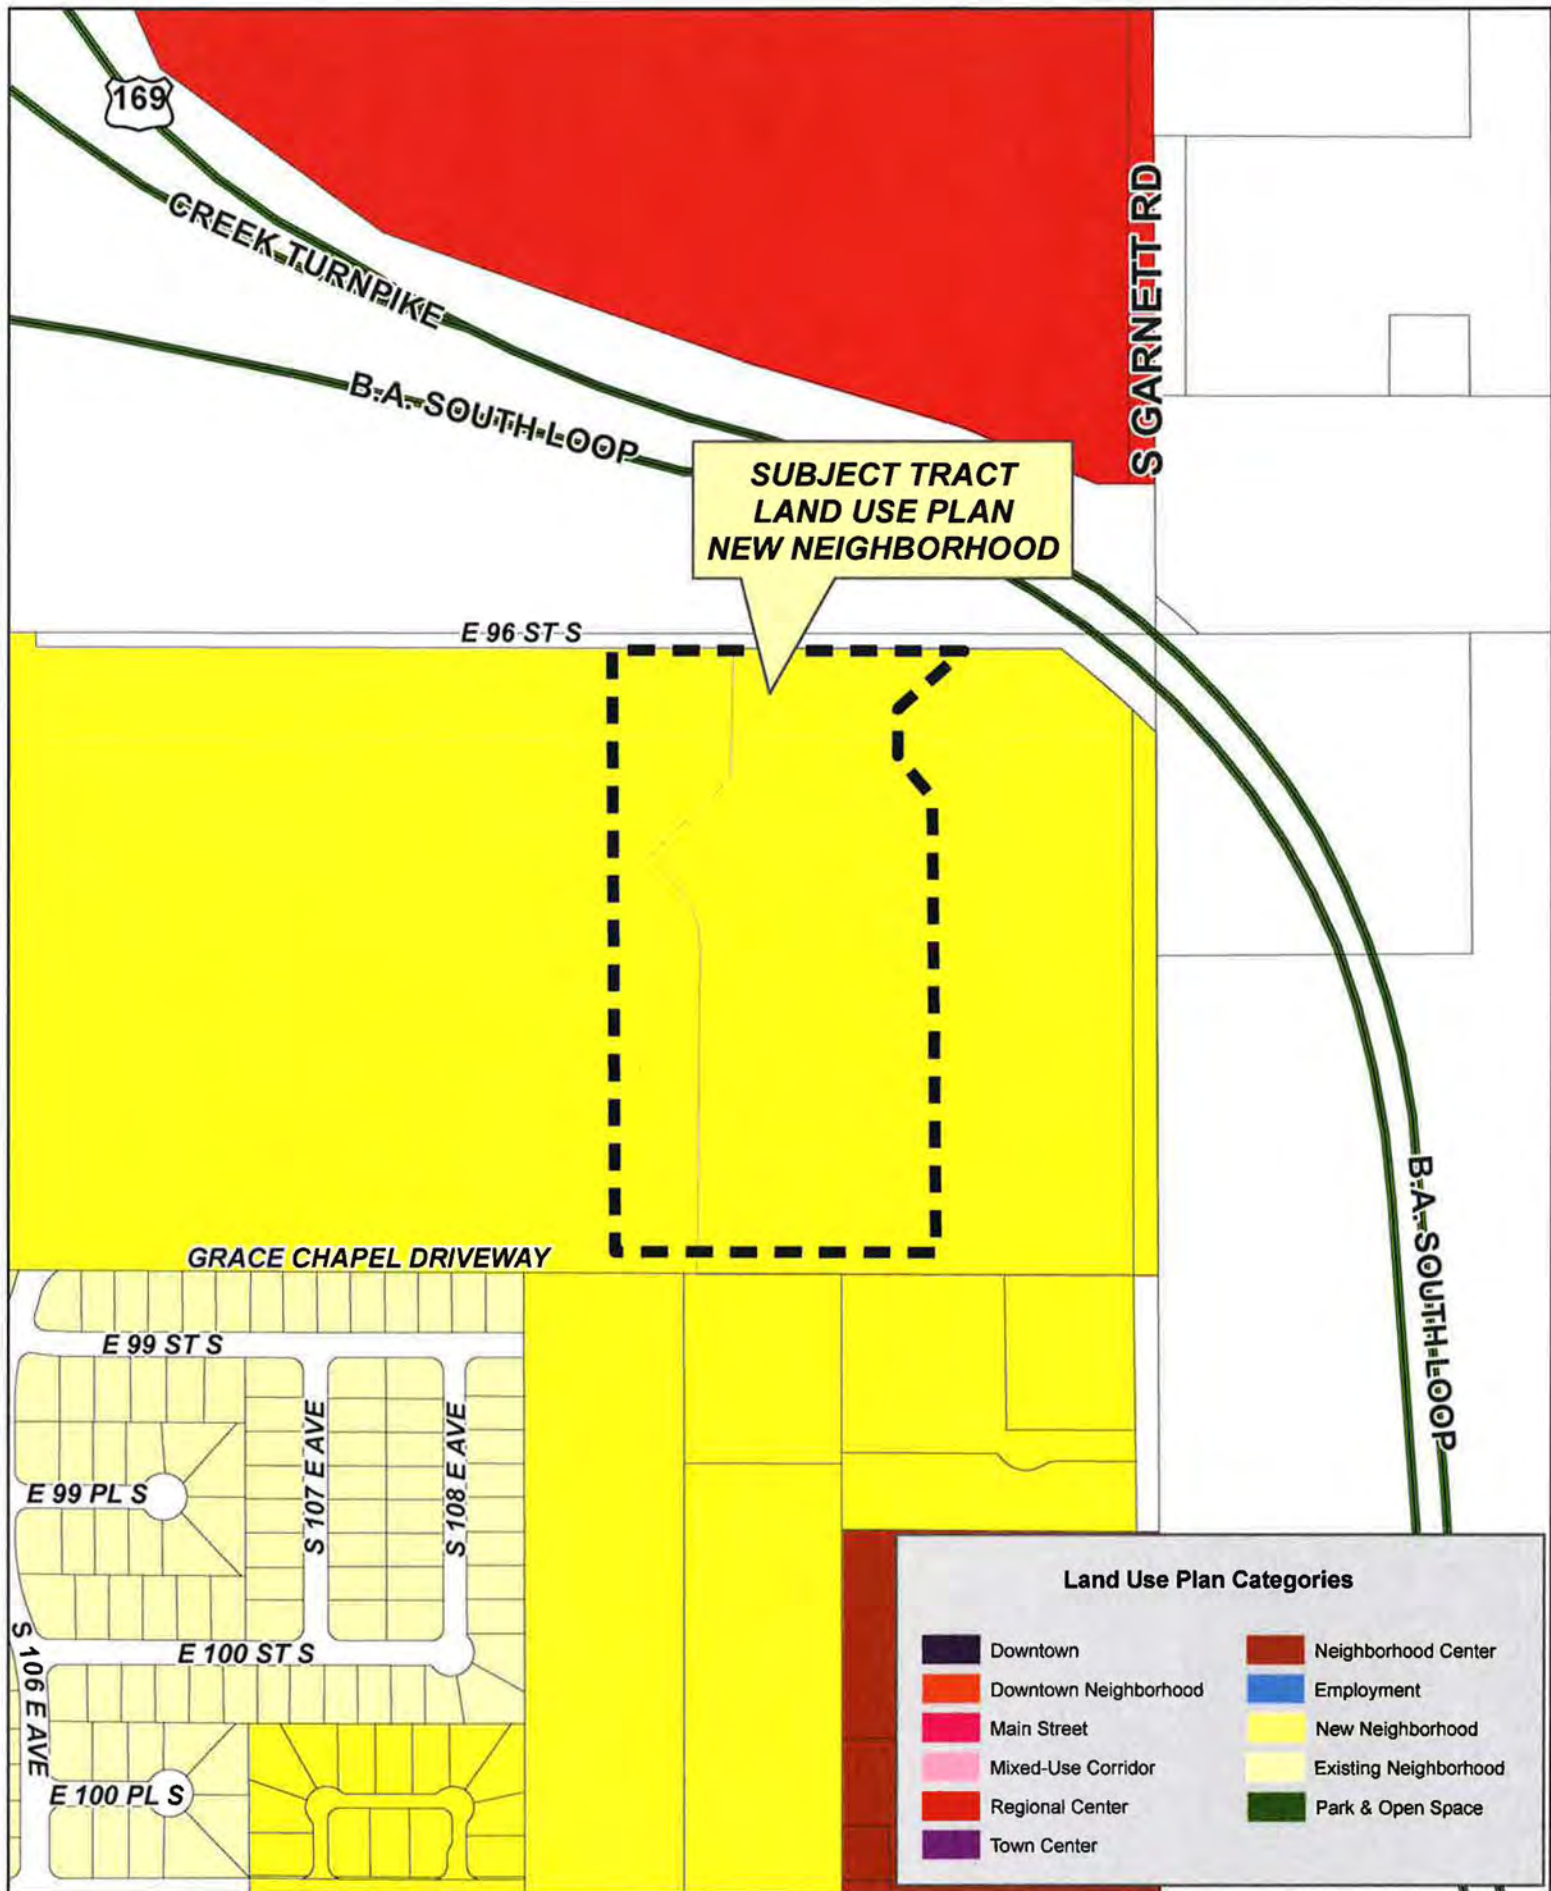 169
CREEK TURNPIKE
B.A. SOUTH LOOP
S GARNETT RD
SUBJECT TRACT
LAND USE PLAN
NEW NEIGHBORHOOD
E 96 ST S
GRACE CHAPEL DRIVEWAY
B.A. SOUTH LOOP
E 99 ST S
S 107 E AVE
S 108 E AVE
E 99 PL S
E 100 ST S
S 106 E AVE
E 100 PL S
Land Use Plan Categories
Downtown
Downtown Neighborhood
Main Street
Mixed-Use Corridor
Regional Center
Town Center
Neighborhood Center
Employment
New Neighborhood
Existing Neighborhood
Park & Open Space